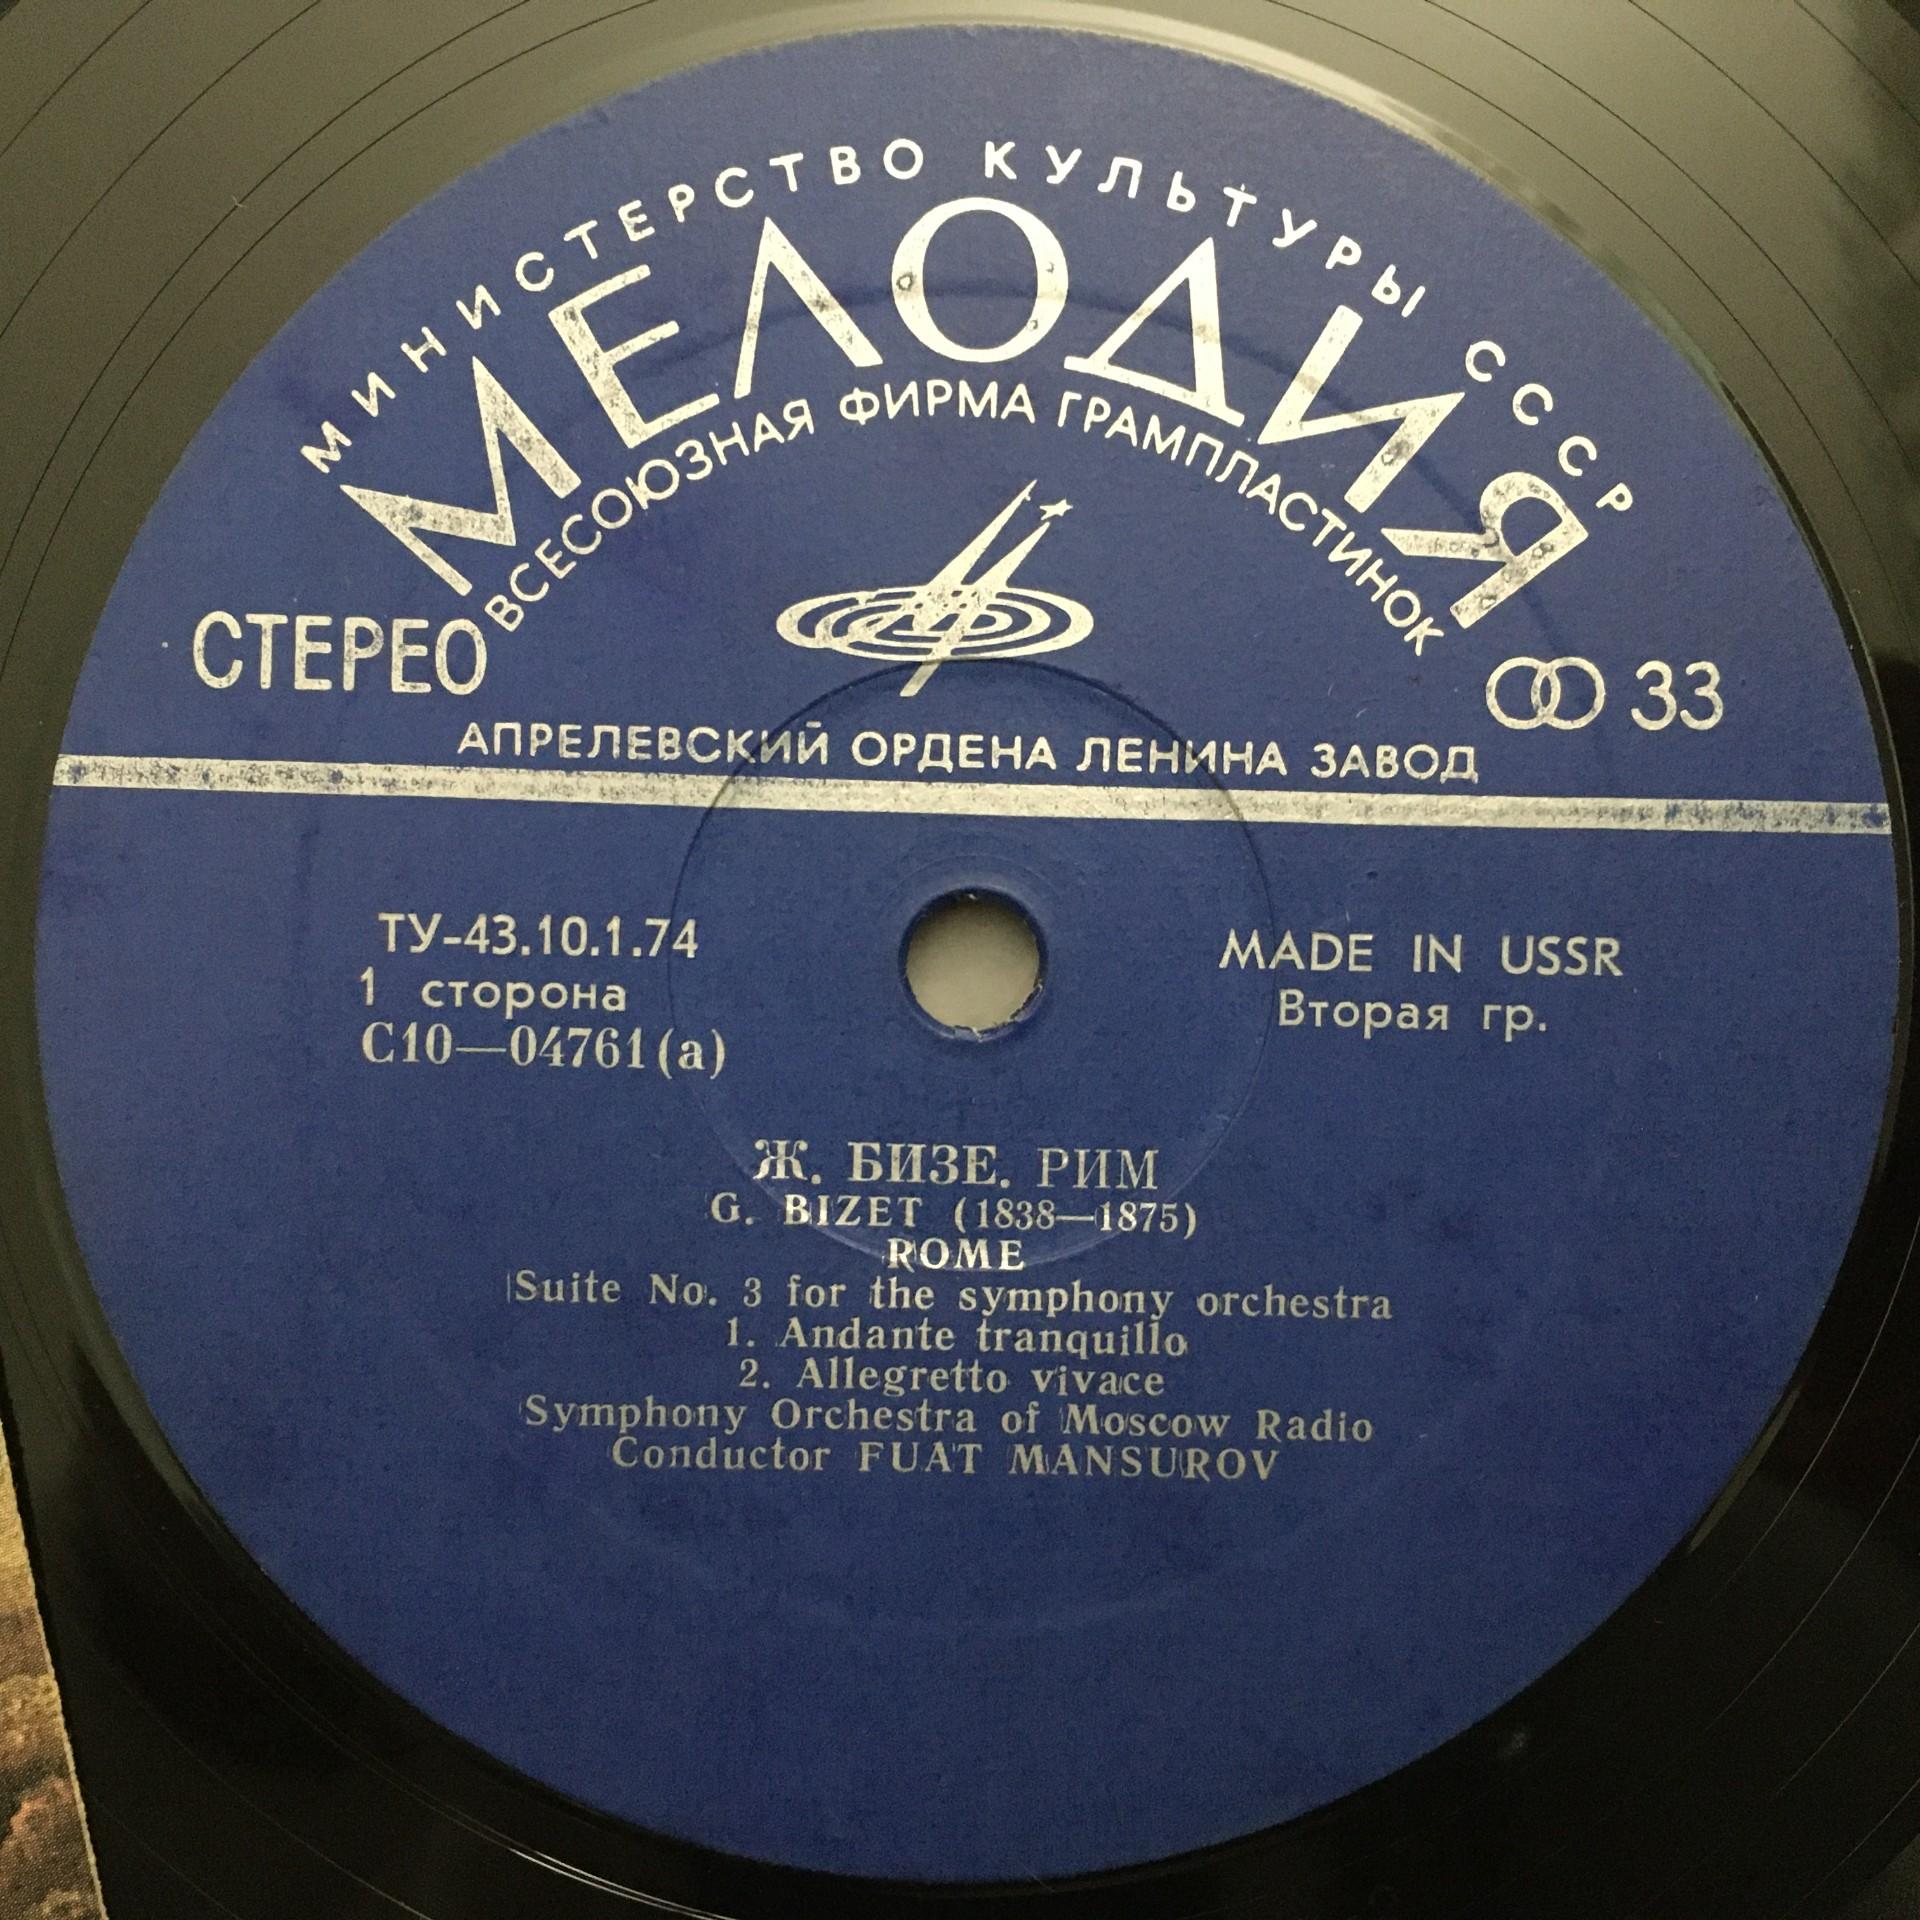 МИНИСТЕРСТВО КУЛЬТУРЫ СССР
МЕЛОДИЯ
ВСЕСОЮЗНАЯ ФИРМА ГРАМПЛАСТИНОК
СТЕРЕО
33
АПРЕЛЕВСКИЙ ОРДЕНА ЛЕНИНА ЗАВОД
ТУ-43.10.1.74
1 сторона
С10—04761(а)
MADE IN USSR
Вторая гр.
Ж. БИЗЕ. РИМ
G. BIZET (1838—1875)
ROME
Suite No. 3 for the symphony orchestra
1. Andante tranquillo
2. Allegretto vivace
Symphony Orchestra of Moscow Radio
Conductor FUAT MANSUROV